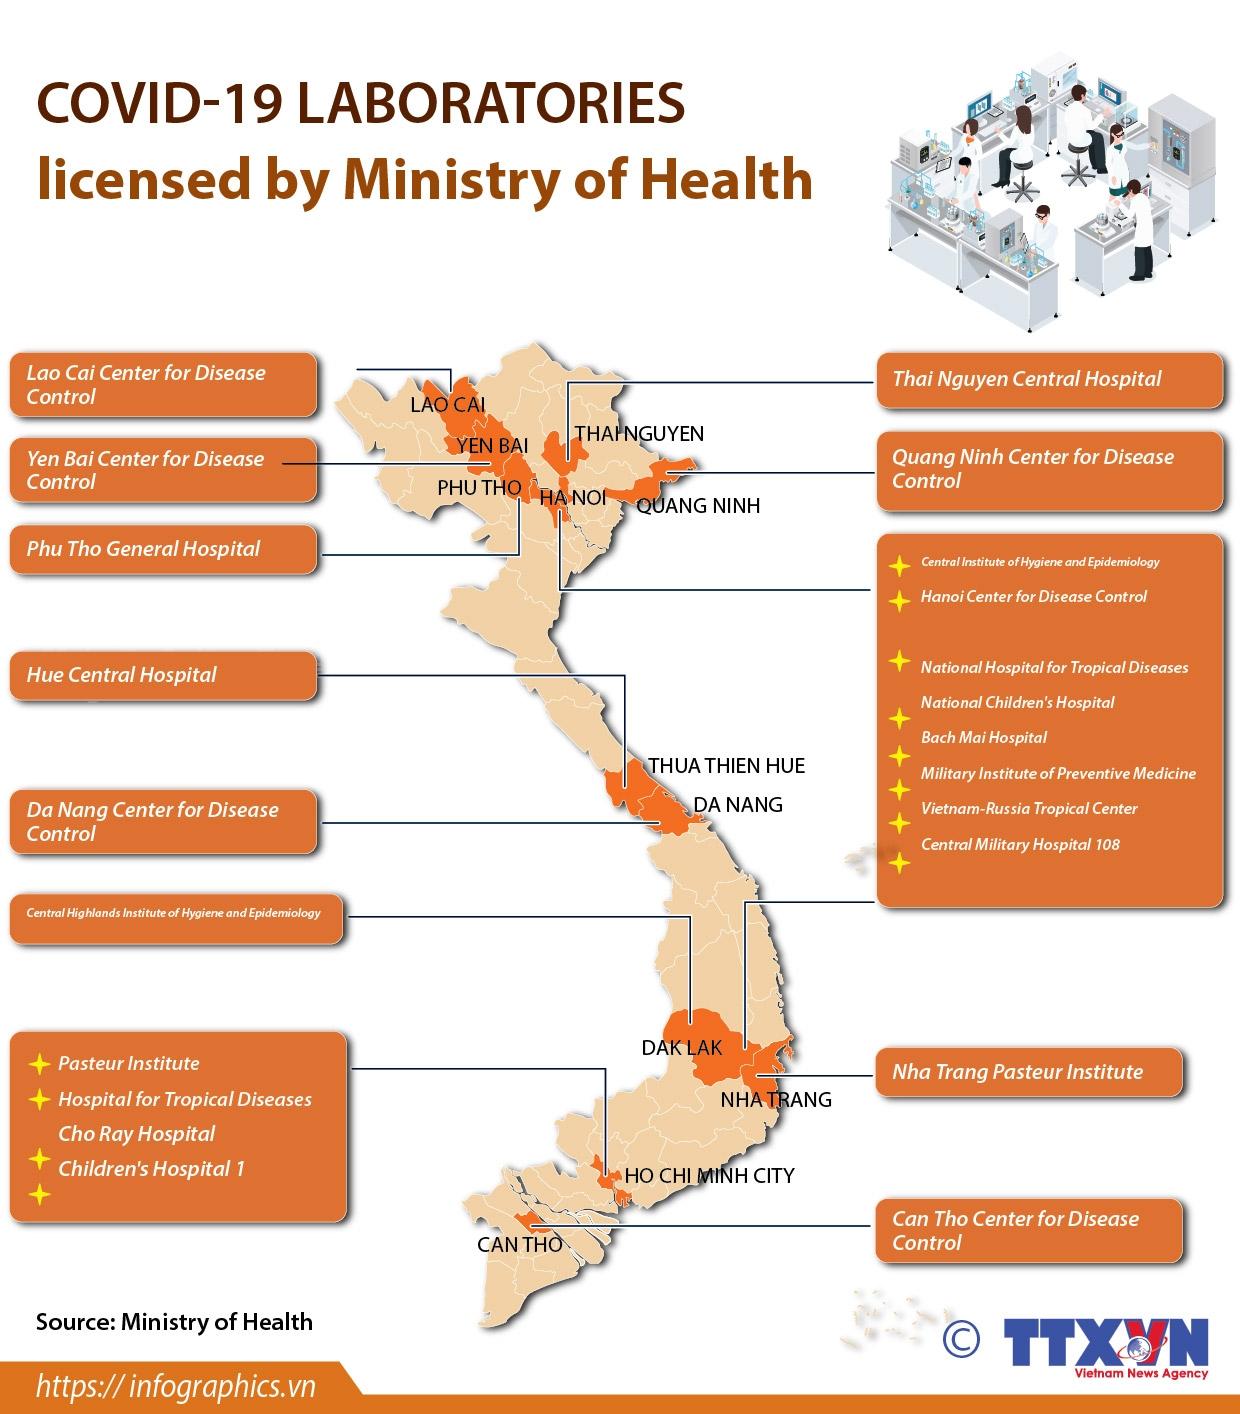 COVID-19 LABORATORIES
licensed by Ministry of Health
Lao Cai Center for Disease
Control
Yen Bai Center for Disease
Control
Phu Tho General Hospital
Hue Central Hospital
Da Nang Center for Disease
Control
Central Highlands Institute of Hygiene and Epidemiology
Pasteur Institute
Hospital for Tropical Diseases
Cho Ray Hospital
Children's Hospital 1
LAO CAI
YEN BAI
THAI NGUYEN
PHU THO
HA NOI
QUANG NINH
THUA THIEN HUE
DA NANG
DAK LAK
NHA TRANG
HO CHI MINH CITY
CAN THO
Thai Nguyen Central Hospital
Quang Ninh Center for Disease
Control
Central Institute of Hygiene and Epidemiology
Hanoi Center for Disease Control
National Hospital for Tropical Diseases
National Children's Hospital
Bach Mai Hospital
Military Institute of Preventive Medicine
Vietnam-Russia Tropical Center
Central Military Hospital 108
Nha Trang Pasteur Institute
Can Tho Center for Disease
Control
Source: Ministry of Health
https:// infographics.vn
© TTXVN
Vietnam News Agency